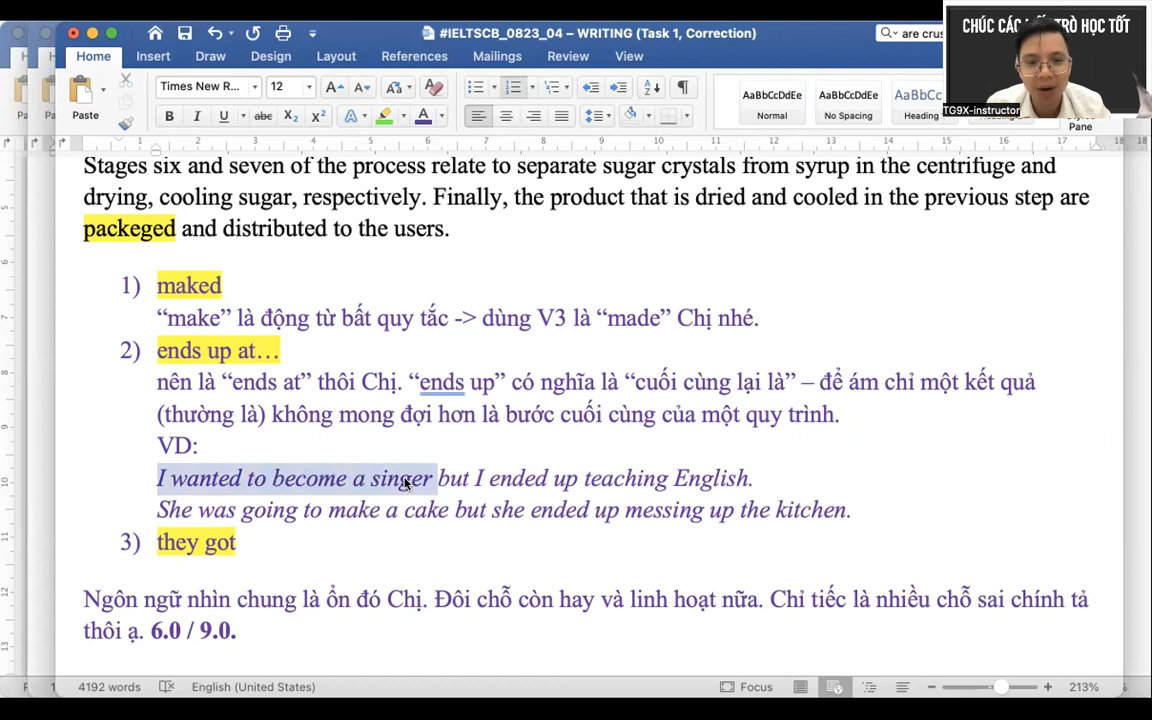 #IELTSCB_0823_04 – WRITING (Task 1, Correction)
are crus
CHÚC CÁC TRÒ HỌC TỐT
TG9X-instructor
Home Insert Draw Design Layout References Mailings Review View
Paste
Times New R... 12
AaBbCcDdEe AaBbCcDdEe AaBbCcD
Normal No Spacing Heading
Styles
Pane
Stages six and seven of the process relate to separate sugar crystals from syrup in the centrifuge and
drying, cooling sugar, respectively. Finally, the product that is dried and cooled in the previous step are
packeged and distributed to the users.
1) maked
“make” là động từ bất quy tắc -> dùng V3 là “made” Chị nhé.
2) ends up at…
nên là “ends at” thôi Chị. “ends up” có nghĩa là “cuối cùng lại là” – để ám chỉ một kết quả
(thường là) không mong đợi hơn là bước cuối cùng của một quy trình.
VD:
I wanted to become a singer but I ended up teaching English.
She was going to make a cake but she ended up messing up the kitchen.
3) they got
Ngôn ngữ nhìn chung là ổn đó Chị. Đôi chỗ còn hay và linh hoạt nữa. Chỉ tiếc là nhiều chỗ sai chính tả
thôi ạ. 6.0 / 9.0.
4192 words English (United States) Focus 213%